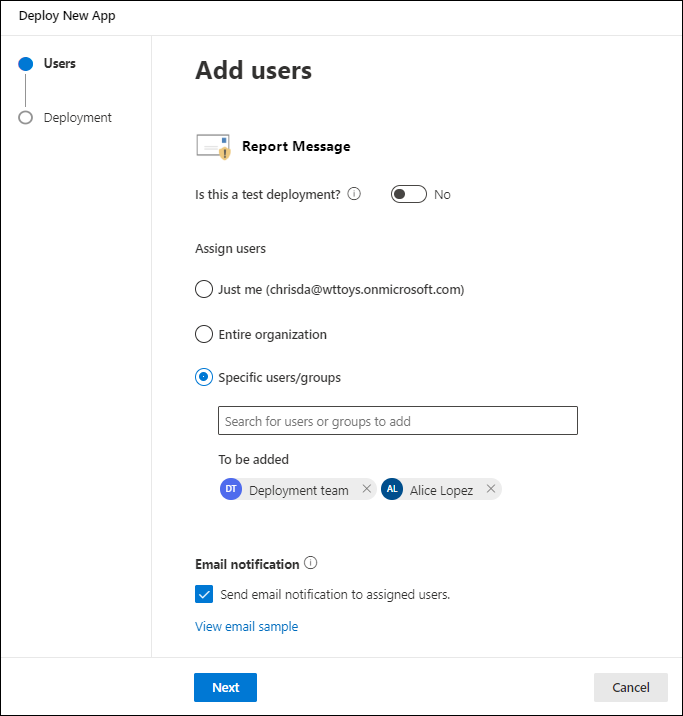 Deploy New App
Users
Deployment
Add users
Report Message
Is this a test deployment?
No
Assign users
Just me (chrisda@wttoys.onmicrosoft.com)
Entire organization
Specific users/groups
Search for users or groups to add
To be added
DT Deployment team
AL Alice Lopez
Email notification
Send email notification to assigned users.
View email sample
Next
Cancel